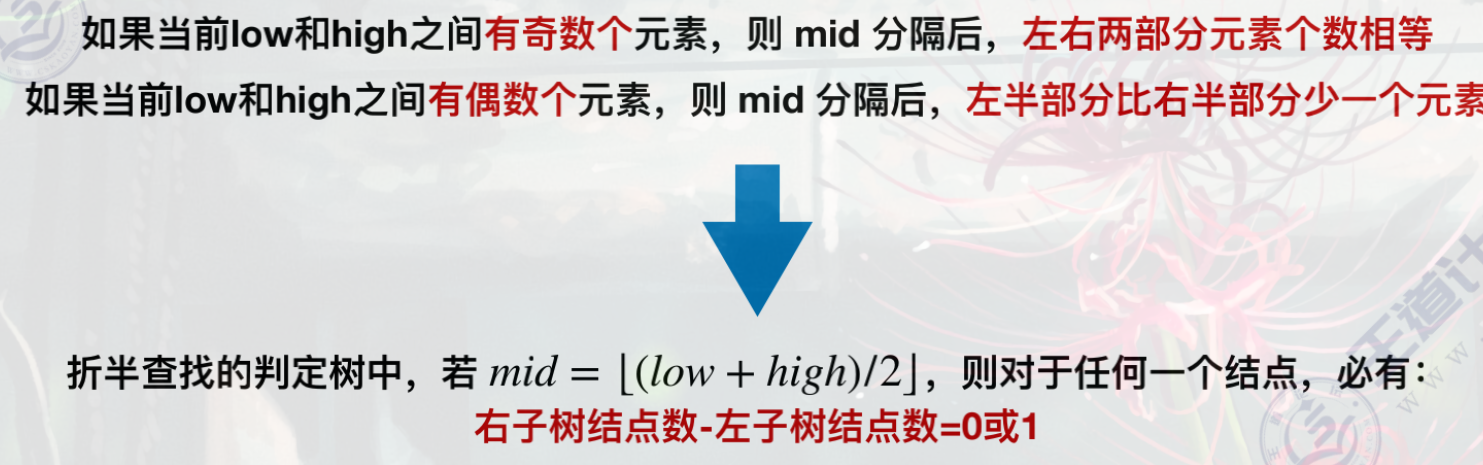 如果当前low和high之间有奇数个元素，则 mid 分隔后，左右两部分元素个数相等
如果当前low和high之间有偶数个元素，则 mid 分隔后，左半部分比右半部分少一个元素
折半查找的判定树中，若 mid = ⌊(low + high)/2⌋，则对于任何一个结点，必有：
右子树结点数-左子树结点数=0或1
王道计